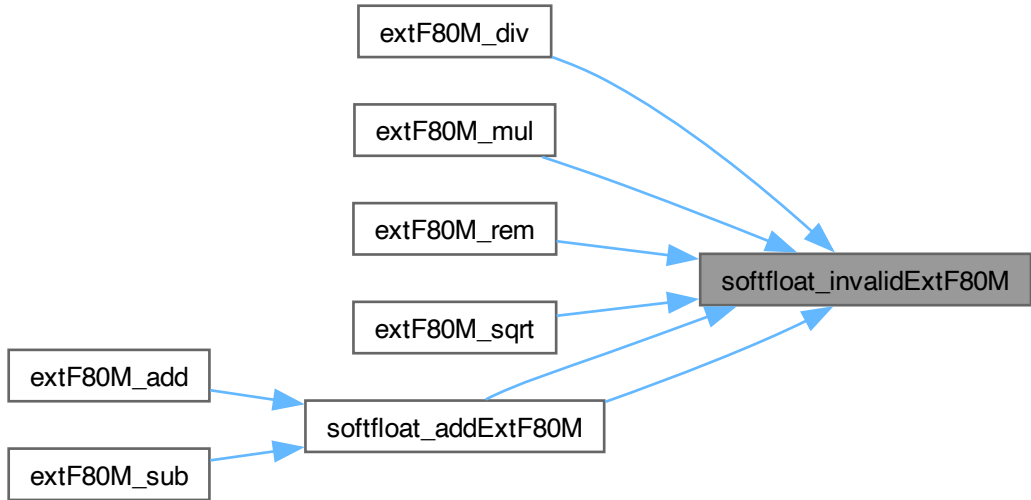 extF80M_div
extF80M_mul
extF80M_rem
softfloat_invalidExtF80M
extF80M_sqrt
extF80M_add
softfloat_addExtF80M
extF80M_sub